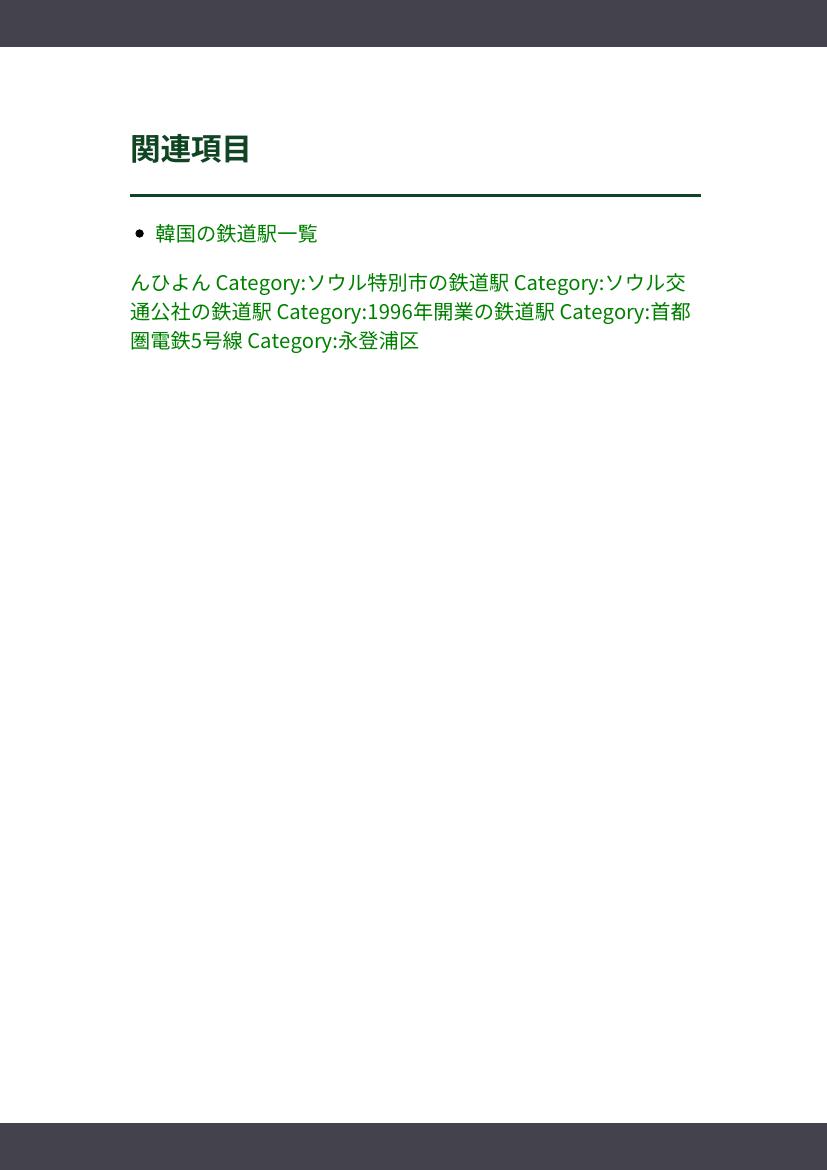 関連項目
韓国の鉄道駅一覧
んひよん Category:ソウル特別市の鉄道駅 Category:ソウル交
通公社の鉄道駅 Category:1996年開業の鉄道駅 Category:首都
圏電鉄5号線 Category:永登浦区